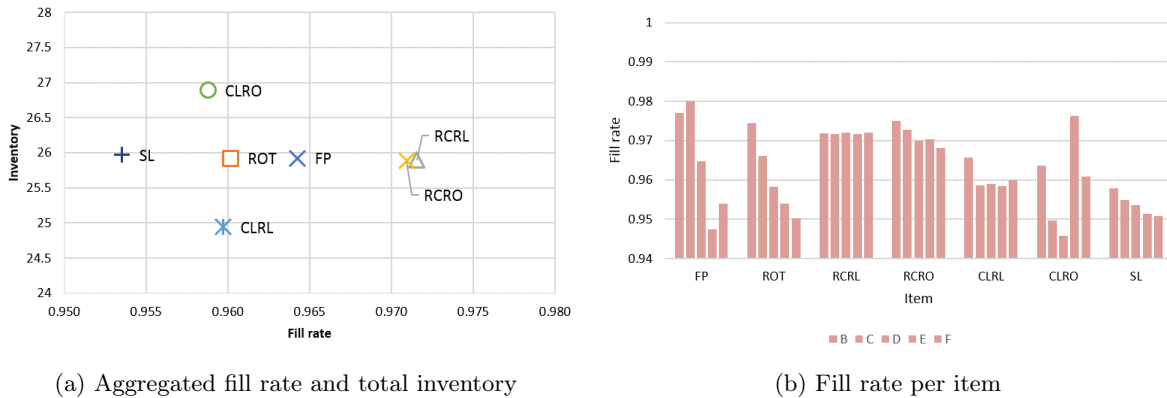 28
27.5
27
26.5
26
25.5
25
24.5
24
Inventory
CLRO
SL
ROT
FP
RCRL
RCRO
CLRL
0.950 0.955 0.960 0.965 0.970 0.975 0.980
Fill rate
(a) Aggregated fill rate and total inventory
1
0.99
0.98
0.97
0.96
0.95
0.94
Fill rate
FP ROT RCRL RCRO CLRL CLRO SL
Item
B C D E F
(b) Fill rate per item